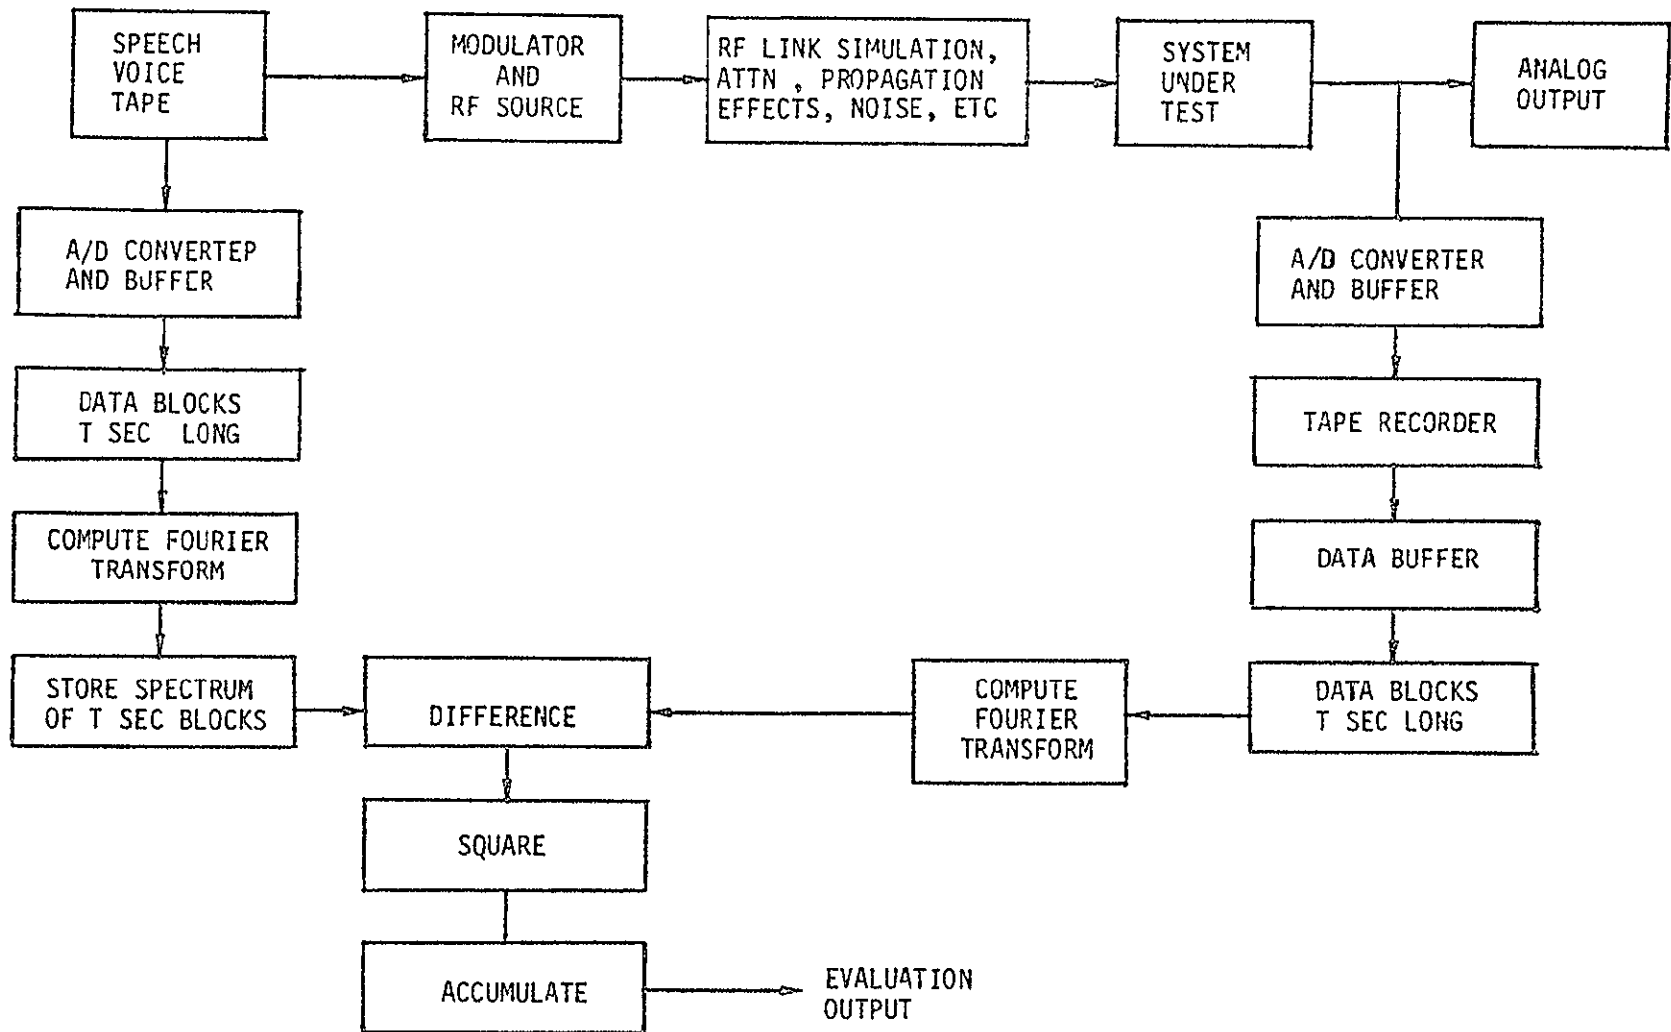 SPEECH
VOICE
TAPE
MODULATOR
AND
RF SOURCE
RF LINK SIMULATION,
ATTN , PROPAGATION
EFFECTS, NOISE, ETC
SYSTEM
UNDER
TEST
ANALOG
OUTPUT
A/D CONVERTEP
AND BUFFER
A/D CONVERTER
AND BUFFER
DATA BLOCKS
T SEC LONG
TAPE RECORDER
COMPUTE FOURIER
TRANSFORM
DATA BUFFER
STORE SPECTRUM
OF T SEC BLOCKS
DIFFERENCE
COMPUTE
FOURIER
TRANSFORM
DATA BLOCKS
T SEC LONG
SQUARE
ACCUMULATE
EVALUATION
OUTPUT